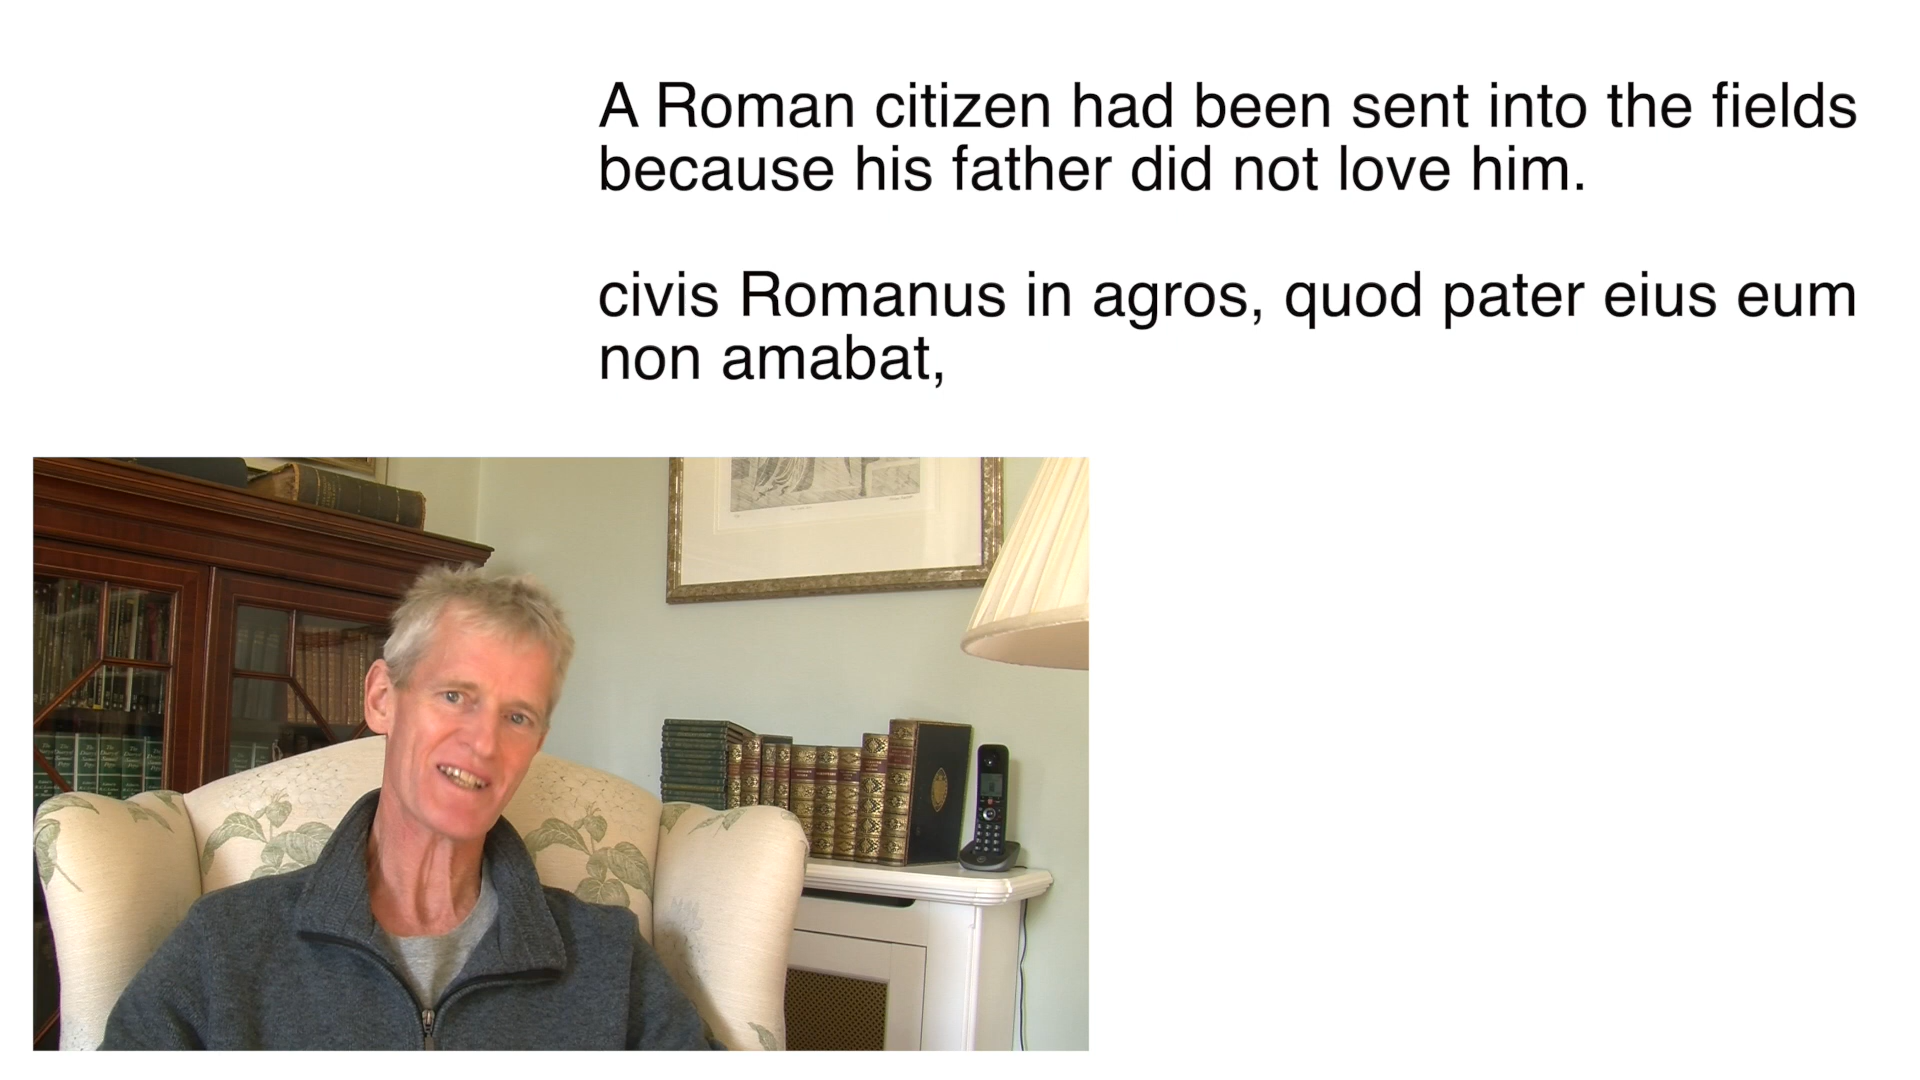 A Roman citizen had been sent into the fields
because his father did not love him.
civis Romanus in agros, quod pater eius eum
non amabat,